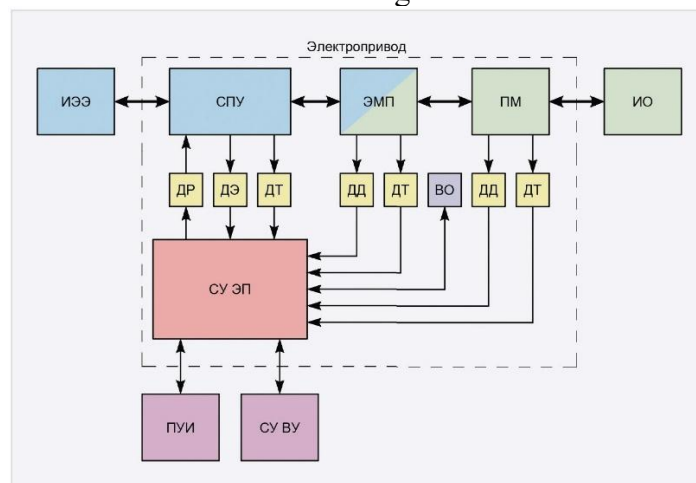 Электропривод
ИЭЭ
СПУ
ЭМП
ПМ
ИО
ДР
ДЭ
ДТ
ДД
ДТ
ВО
ДД
ДТ
СУ ЭП
ПУИ
СУ ВУ